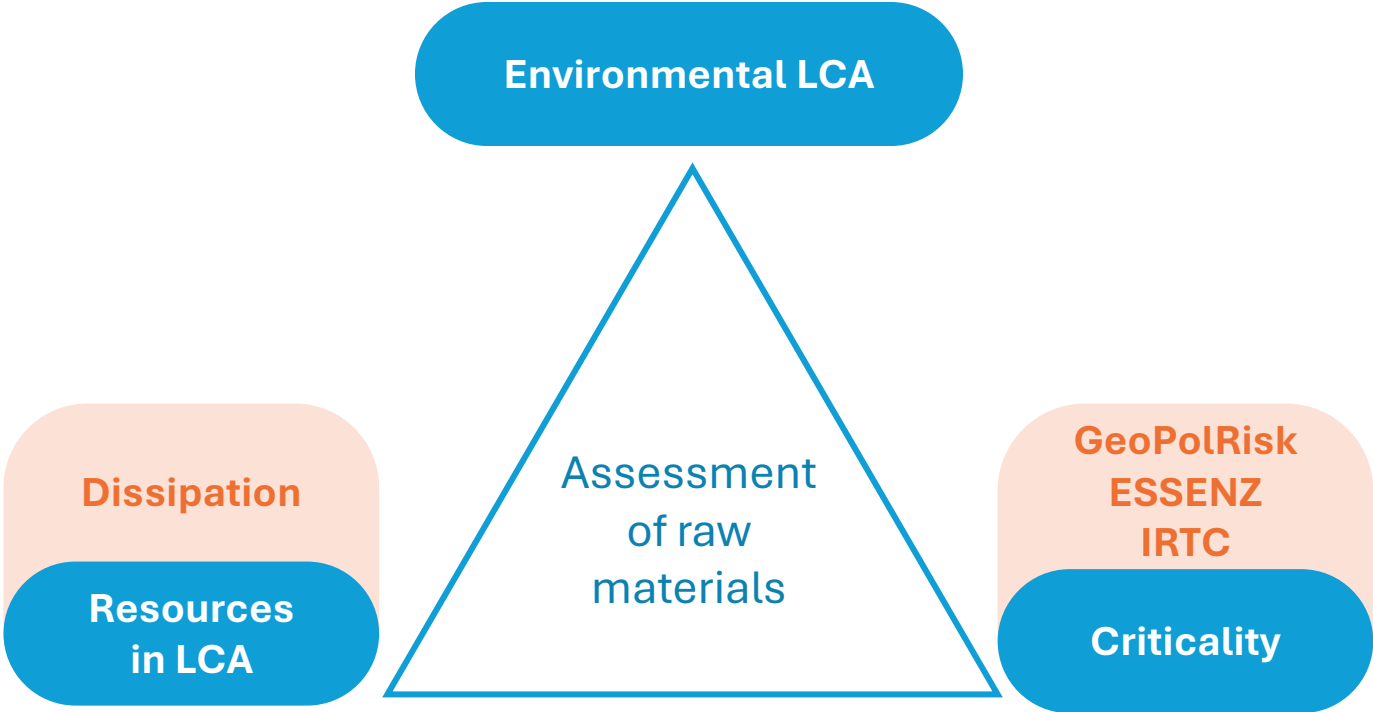 Environmental LCA
Assessment
of raw
materials
Dissipation
Resources
in LCA
GeoPolRisk
ESSENZ
IRTC
Criticality